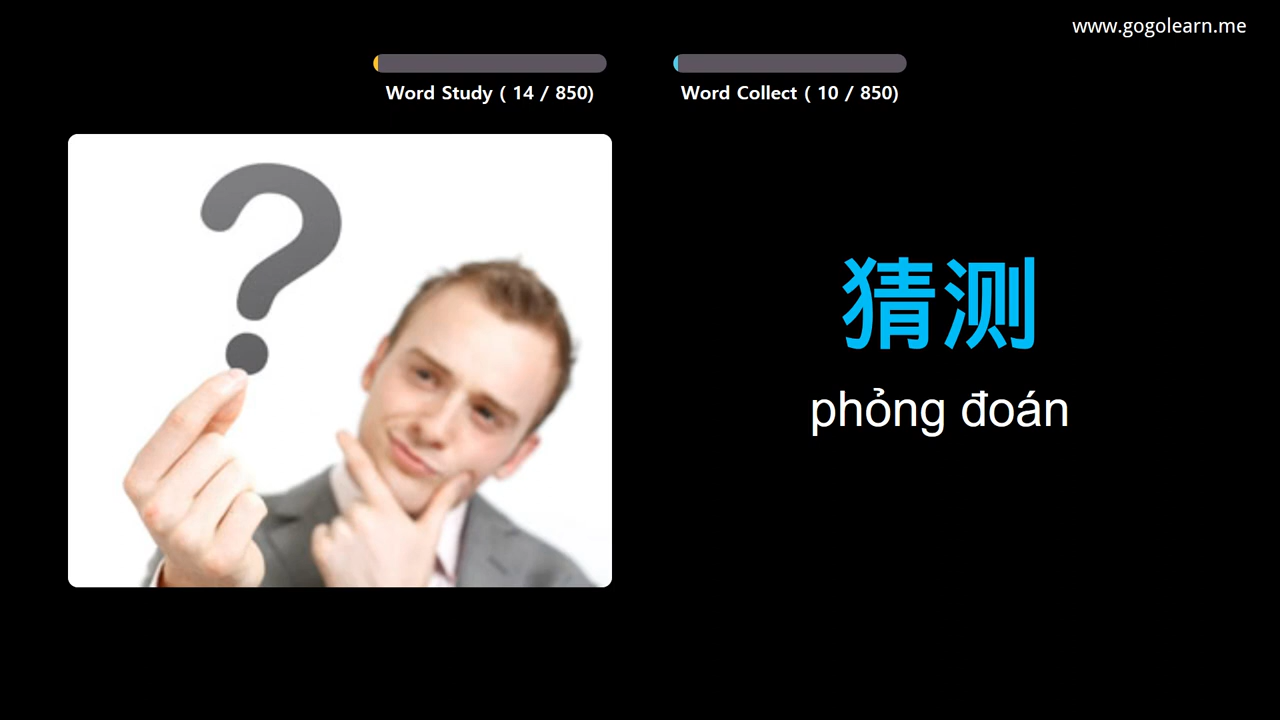 www.gogolearn.me
Word Study ( 14 / 850)
Word Collect ( 10 / 850)
猜测
phỏng đoán